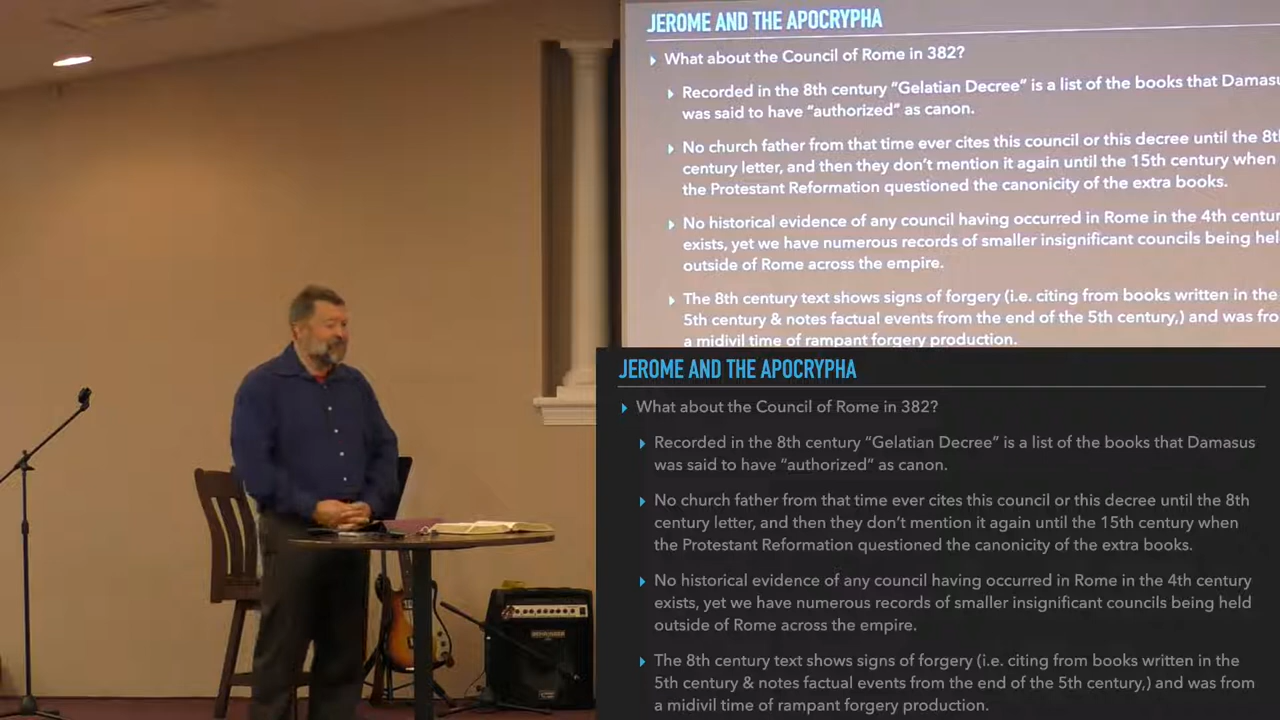 JEROME AND THE APOCRYPHA
What about the Council of Rome in 382?
Recorded in the 8th century “Gelatian Decree” is a list of the books that Damasu
was said to have “authorized” as canon.
No church father from that time ever cites this council or this decree until the 8t
century letter, and then they don’t mention it again until the 15th century when
the Protestant Reformation questioned the canonicity of the extra books.
No historical evidence of any council having occurred in Rome in the 4th centur
exists, yet we have numerous records of smaller insignificant councils being hel
outside of Rome across the empire.
The 8th century text shows signs of forgery (i.e. citing from books written in the
5th century & notes factual events from the end of the 5th century,) and was fro
a midivil time of rampant forgery production.
JEROME AND THE APOCRYPHA
What about the Council of Rome in 382?
Recorded in the 8th century “Gelatian Decree” is a list of the books that Damasus
was said to have “authorized” as canon.
No church father from that time ever cites this council or this decree until the 8th
century letter, and then they don’t mention it again until the 15th century when
the Protestant Reformation questioned the canonicity of the extra books.
No historical evidence of any council having occurred in Rome in the 4th century
exists, yet we have numerous records of smaller insignificant councils being held
outside of Rome across the empire.
The 8th century text shows signs of forgery (i.e. citing from books written in the
5th century & notes factual events from the end of the 5th century,) and was from
a midivil time of rampant forgery production.
BEHRINGER